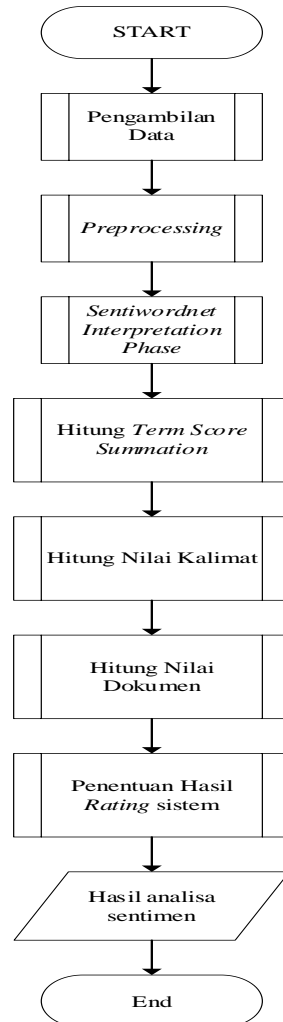 START
Pengambilan
Data
Preprocessing
Sentiwordnet
Interpretation
Phase
Hitung Term Score
Summation
Hitung Nilai Kalimat
Hitung Nilai
Dokumen
Penentuan Hasil
Rating sistem
Hasil analisa
sentimen
End